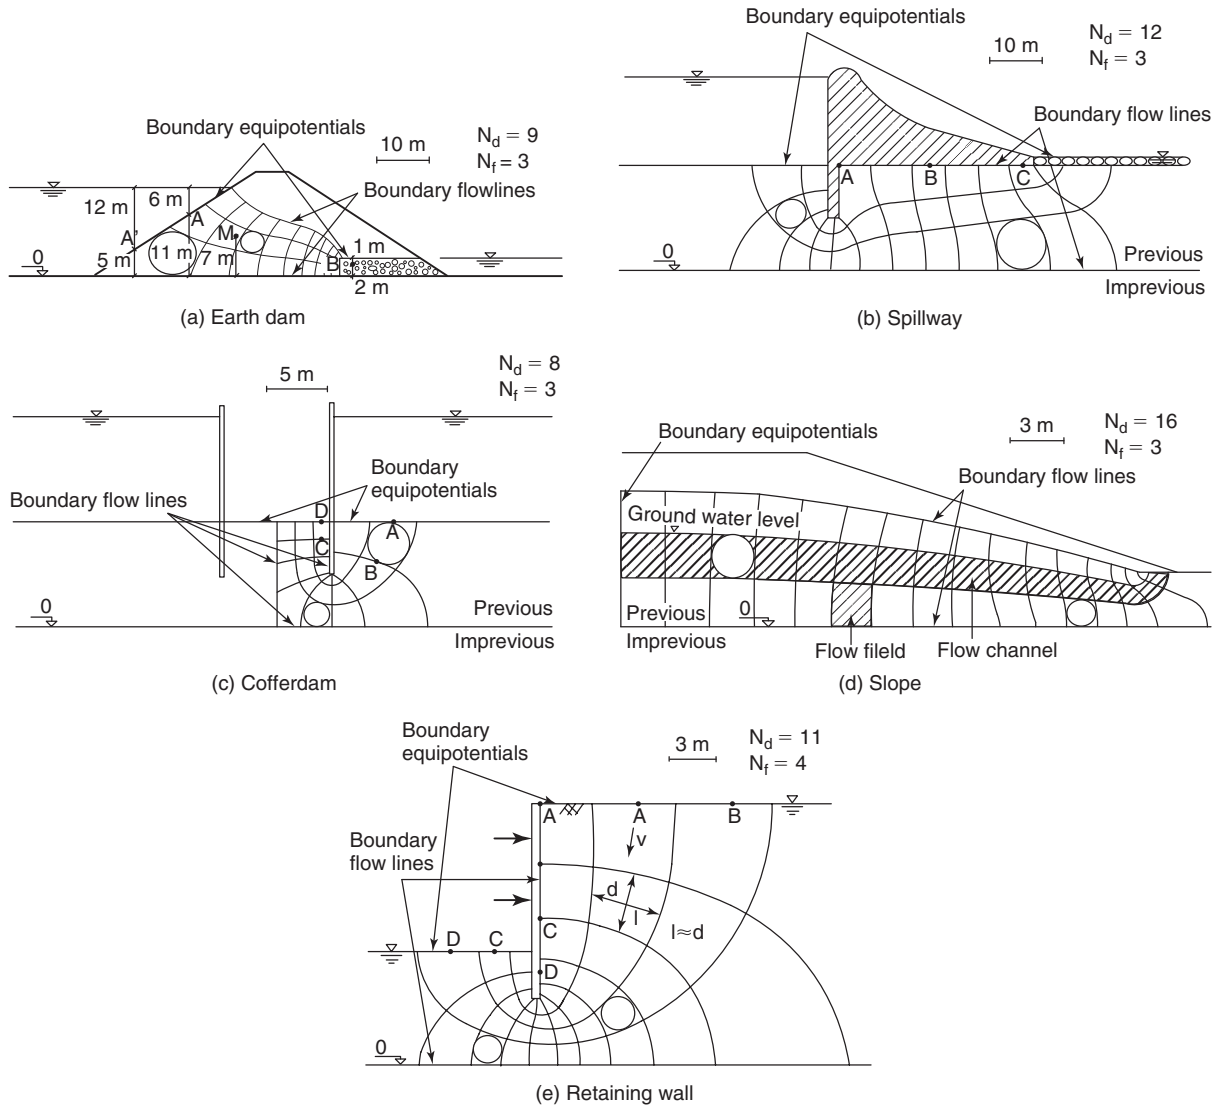 Boundary equipotentials
N_d = 9
N_f = 3
10 m
Boundary flowlines
12 m
6 m
A
A'
M
5 m
11 m
7 m
B
1 m
2 m
0
(a) Earth dam
Boundary equipotentials
N_d = 12
N_f = 3
10 m
Boundary flow lines
A
B
C
0
Previous
Imprevious
(b) Spillway
N_d = 8
N_f = 3
5 m
Boundary
equipotentials
Boundary flow lines
D
C
A
B
0
Previous
Imprevious
(c) Cofferdam
Boundary equipotentials
3 m
N_d = 16
N_f = 3
Boundary flow lines
Ground water level
Previous
0
Imprevious
Flow fileld
Flow channel
(d) Slope
Boundary
equipotentials
3 m
N_d = 11
N_f = 4
A
A
B
v
Boundary
flow lines
d
l
l≈d
C
D
C
D
0
(e) Retaining wall